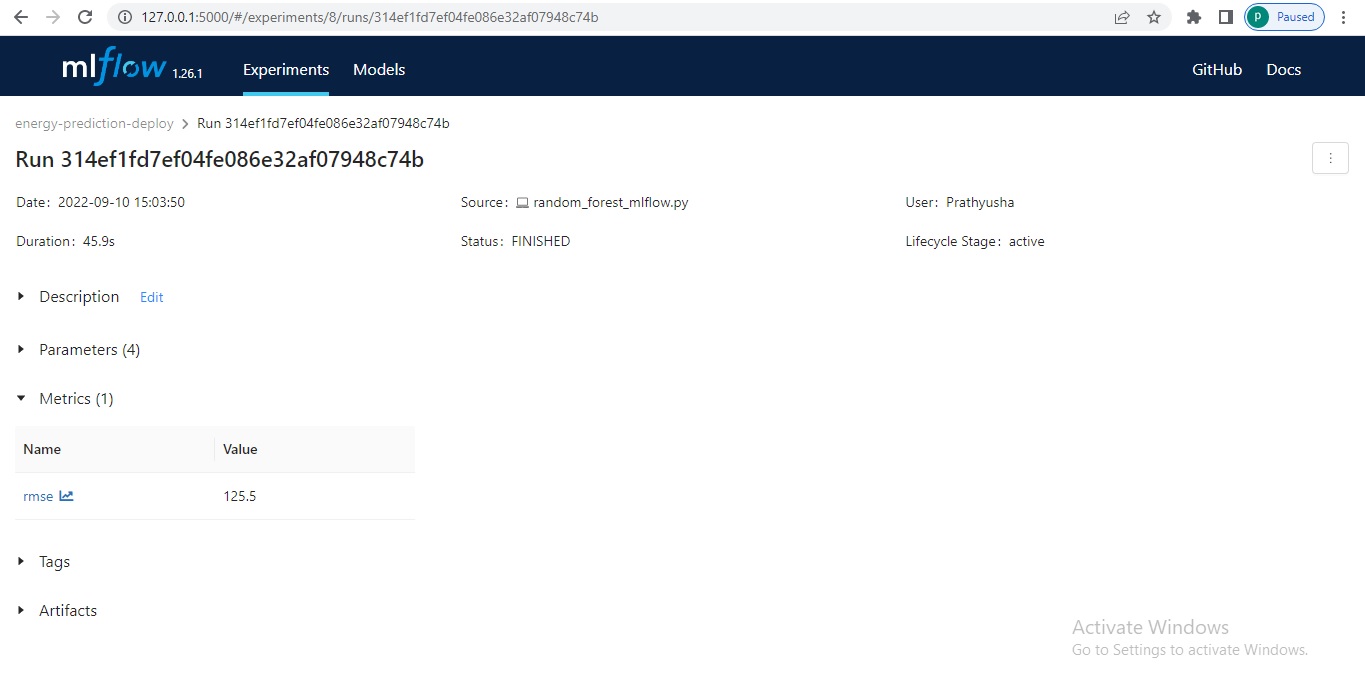 127.0.0.1:5000/#/experiments/8/runs/314ef1fd7ef04fe086e32af07948c74b
p Paused
mlflow 1.26.1 Experiments Models GitHub Docs
energy-prediction-deploy > Run 314ef1fd7ef04fe086e32af07948c74b
Run 314ef1fd7ef04fe086e32af07948c74b
Date: 2022-09-10 15:03:50 Source: random_forest_mlflow.py User: Prathyusha
Duration: 45.9s Status: FINISHED Lifecycle Stage: active
Description Edit
Parameters (4)
Metrics (1)
Name Value
rmse 125.5
Tags
Artifacts
Activate Windows
Go to Settings to activate Windows.